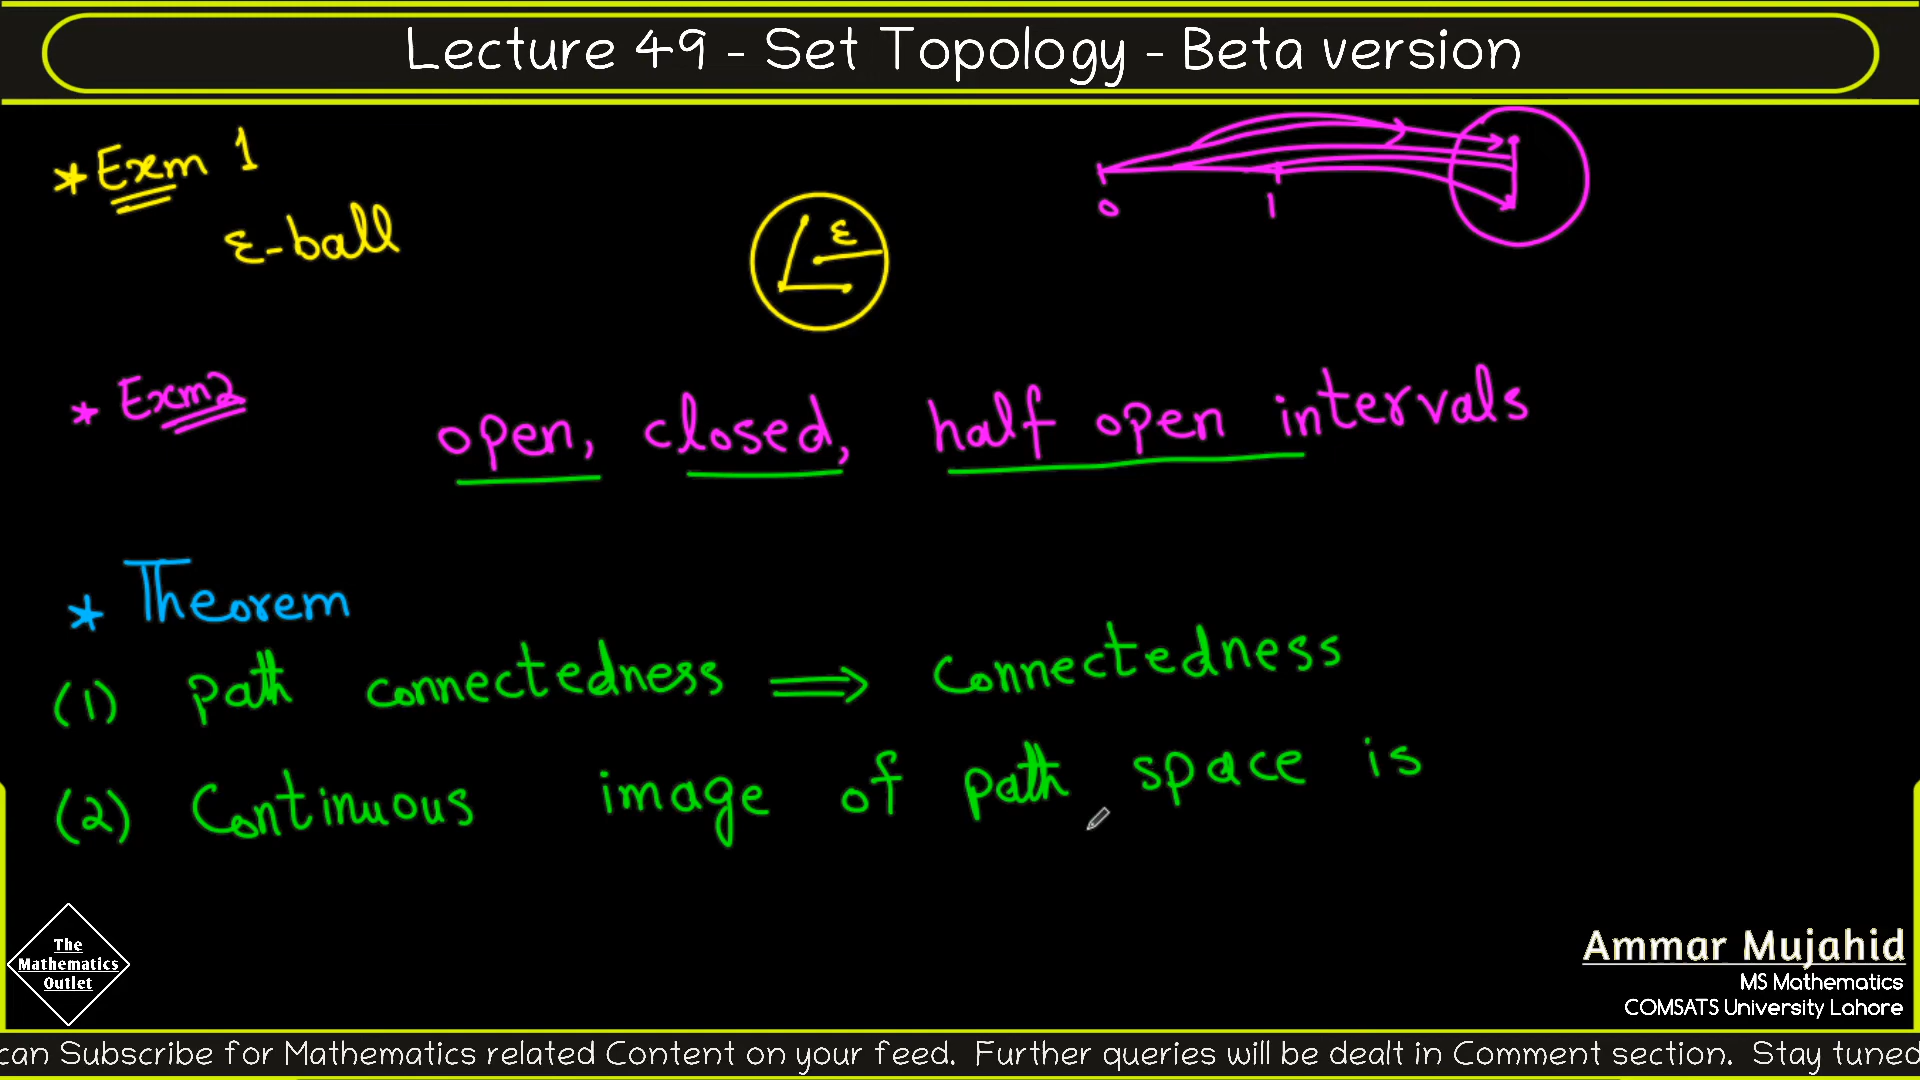 Lecture 49 - Set Topology - Beta version
* Exm 1
ε-ball
ε
0
1
* Exm2
open, closed, half open intervals
* Theorem
(1) path connectedness ⟹ connectedness
(2) Continuous image of path space is
The
Mathematics
Outlet
Ammar Mujahid
MS Mathematics
COMSATS University Lahore
can Subscribe for Mathematics related Content on your feed. Further queries will be dealt in Comment section. Stay tuned